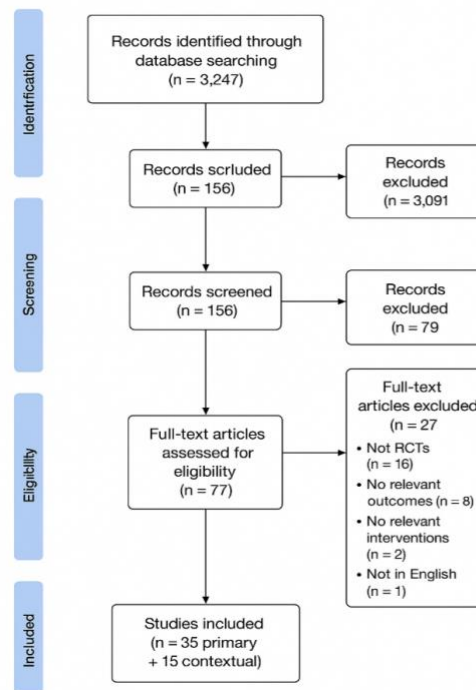 Identrfication
Records identified through
database searching
(n = 3,247)
Records scrluded
(n = 156)
Records
excluded
(n = 3,091
Screening
Records screened
(n = 156)
Records
excluded
(n = 79
Eligibility
Full-text articles
assessed for
eligibility
(n = 77)
Full-text
articles excluded
(n = 27
• Not RCTs
(n = 16)
• No relevant
outcomes (n = 8)
• No relevant
interventions
(n = 2)
• Not in English
(n = 1)
Included
Studies included
(n = 35 primary
+ 15 contextual)